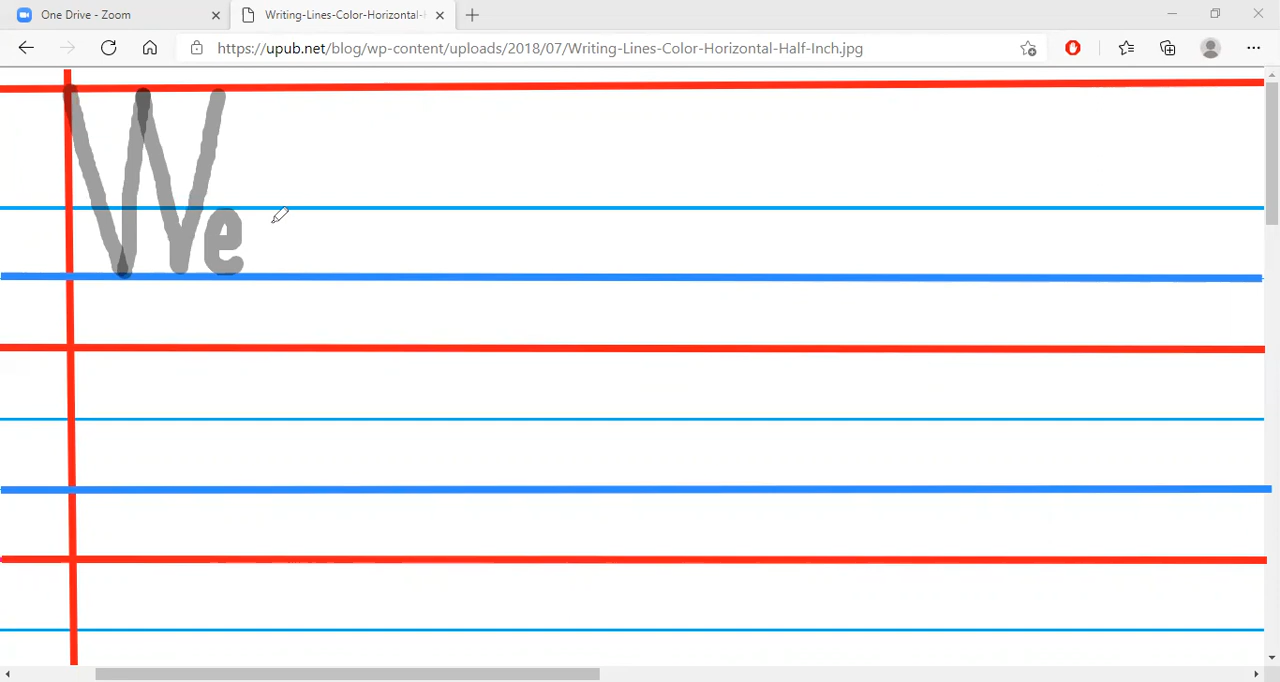 One Drive - Zoom
Writing-Lines-Color-Horizontal-
https://upub.net/blog/wp-content/uploads/2018/07/Writing-Lines-Color-Horizontal-Half-Inch.jpg
We